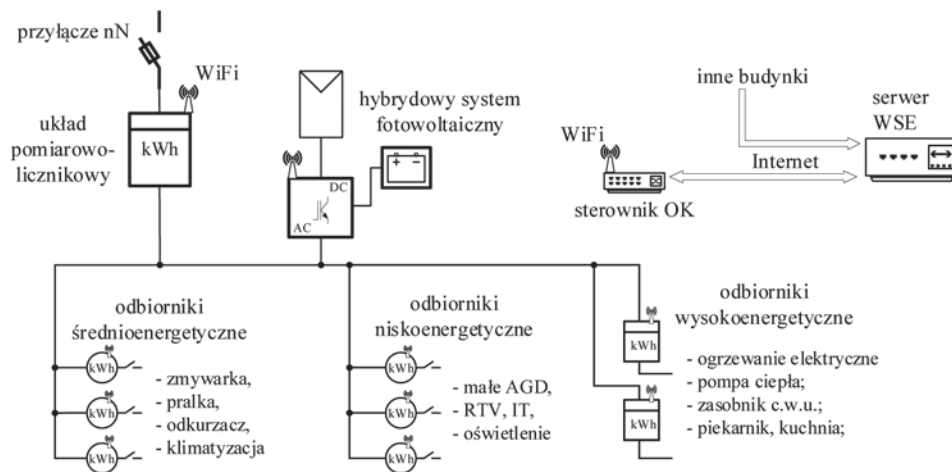 przyłącze nN
WiFi
układ
pomiarowo-
licznikowy
kWh
hybrydowy system
fotowoltaiczny
+ -
DC
AC
inne budynki
serwer
WSE
WiFi
Internet
sterownik OK
odbiorniki
średnioenergetyczne
kWh
kWh
kWh
- zmywarka,
- pralka,
- odkurzacz,
- klimatyzacja
odbiorniki
niskoenergetyczne
kWh
kWh
kWh
- małe AGD,
- RTV, IT,
- oświetlenie
odbiorniki
wysokoenergetyczne
kWh
kWh
- ogrzewanie elektryczne
- pompa ciepła;
- zasobnik c.w.u.;
- piekarnik, kuchnia;